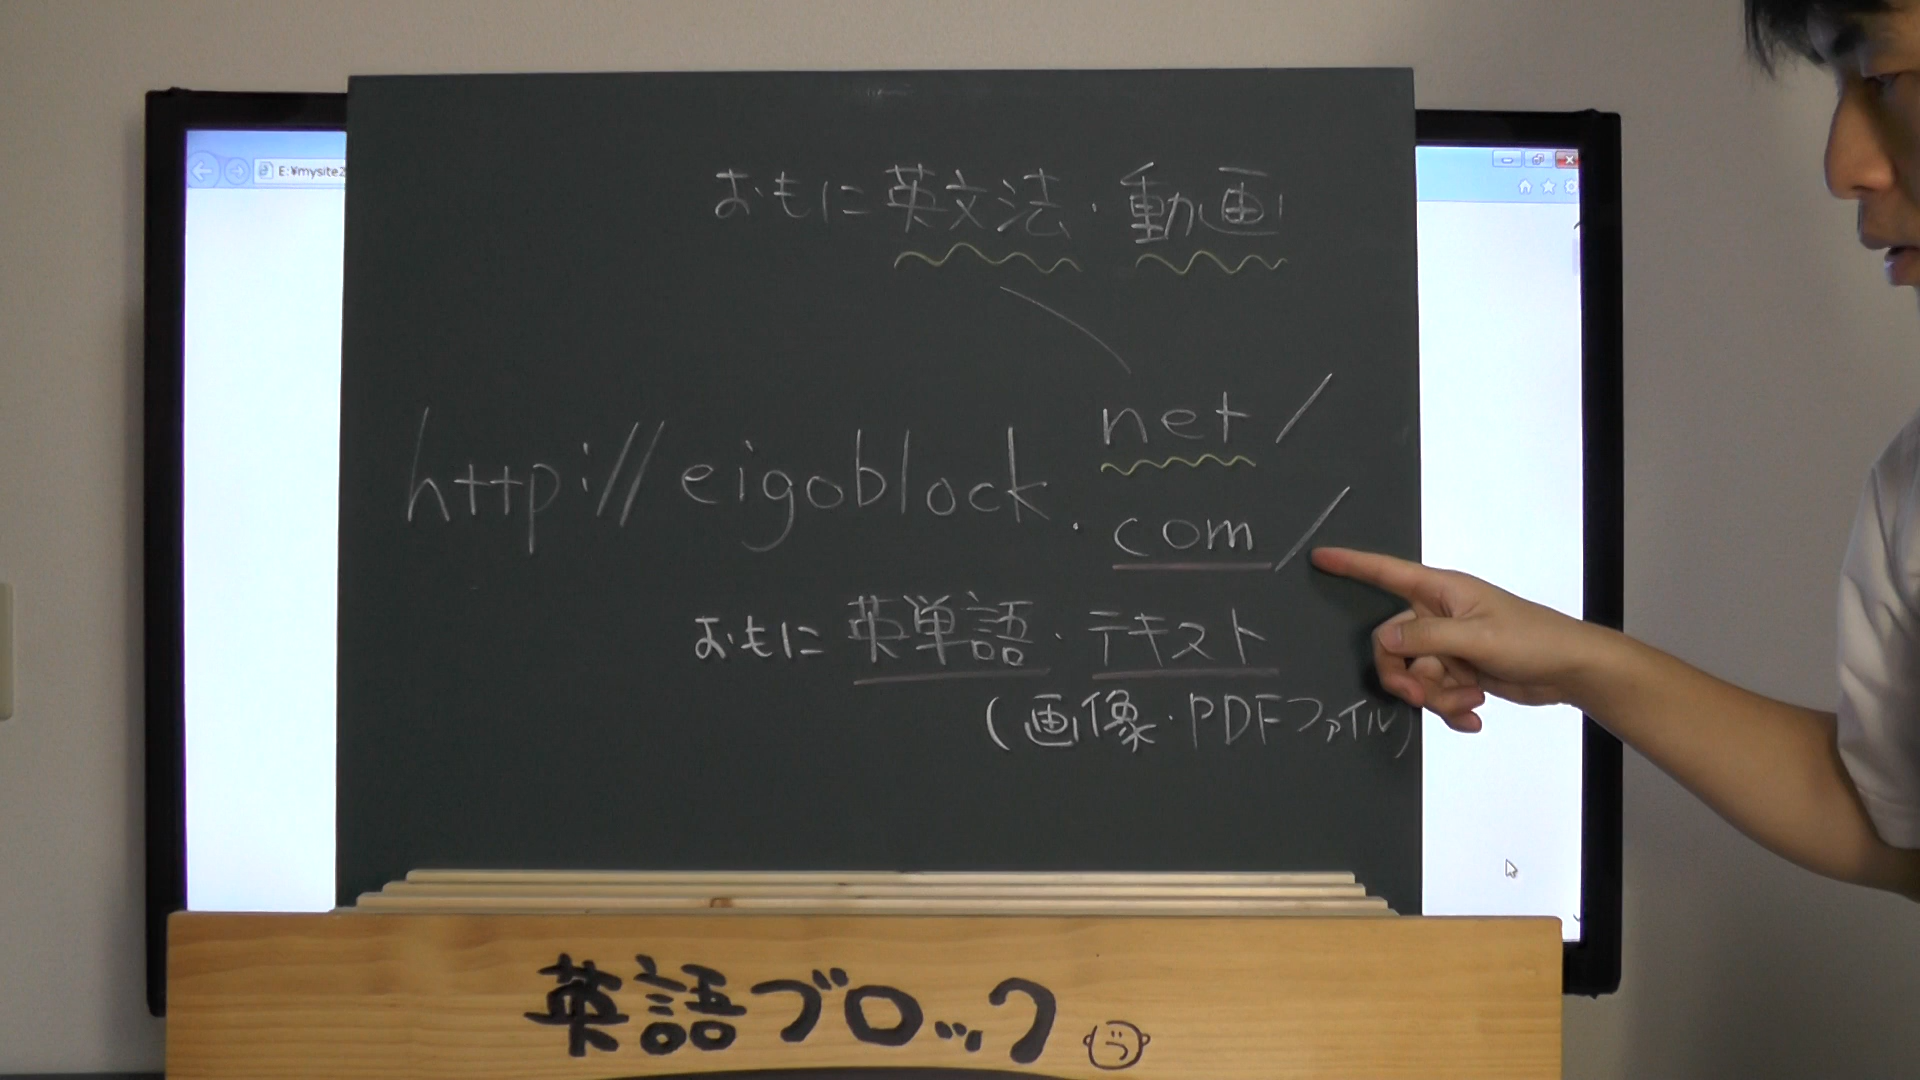 E:¥mysite2
おもに英文法・動画
net/
http://eigoblock.
com/
おもに英単語・テキスト
(画像・PDFファイル)
英語ブロック